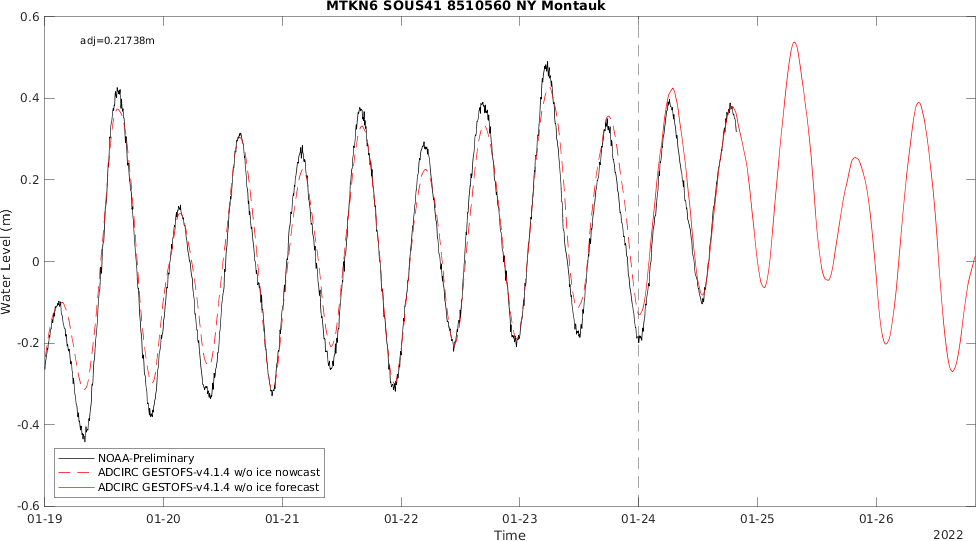 MTKN6 SOUS41 8510560 NY Montauk
adj=0.21738m
0.6
0.4
0.2
0
-0.2
-0.4
-0.6
Water Level (m)
NOAA-Preliminary
ADCIRC GESTOFS-v4.1.4 w/o ice nowcast
ADCIRC GESTOFS-v4.1.4 w/o ice forecast
01-19 01-20 01-21 01-22 01-23 01-24 01-25 01-26
Time
2022